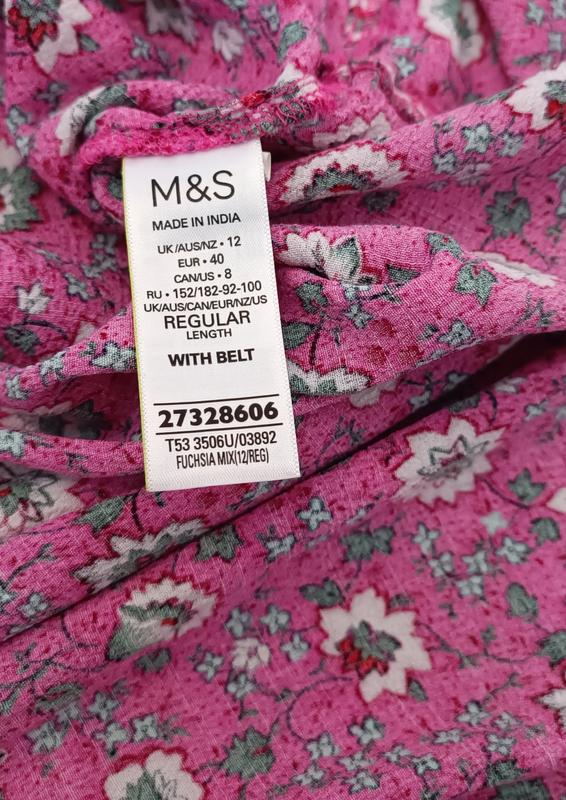 M&S
MADE IN INDIA
UK/AUS/NZ • 12
EUR • 40
CAN/US • 8
RU • 152/182-92-100
UK/AUS/CAN/EUR/NZ/US
REGULAR
LENGTH
WITH BELT
27328606
T53 3506U/03892
FUCHSIA MIX(12/REG)